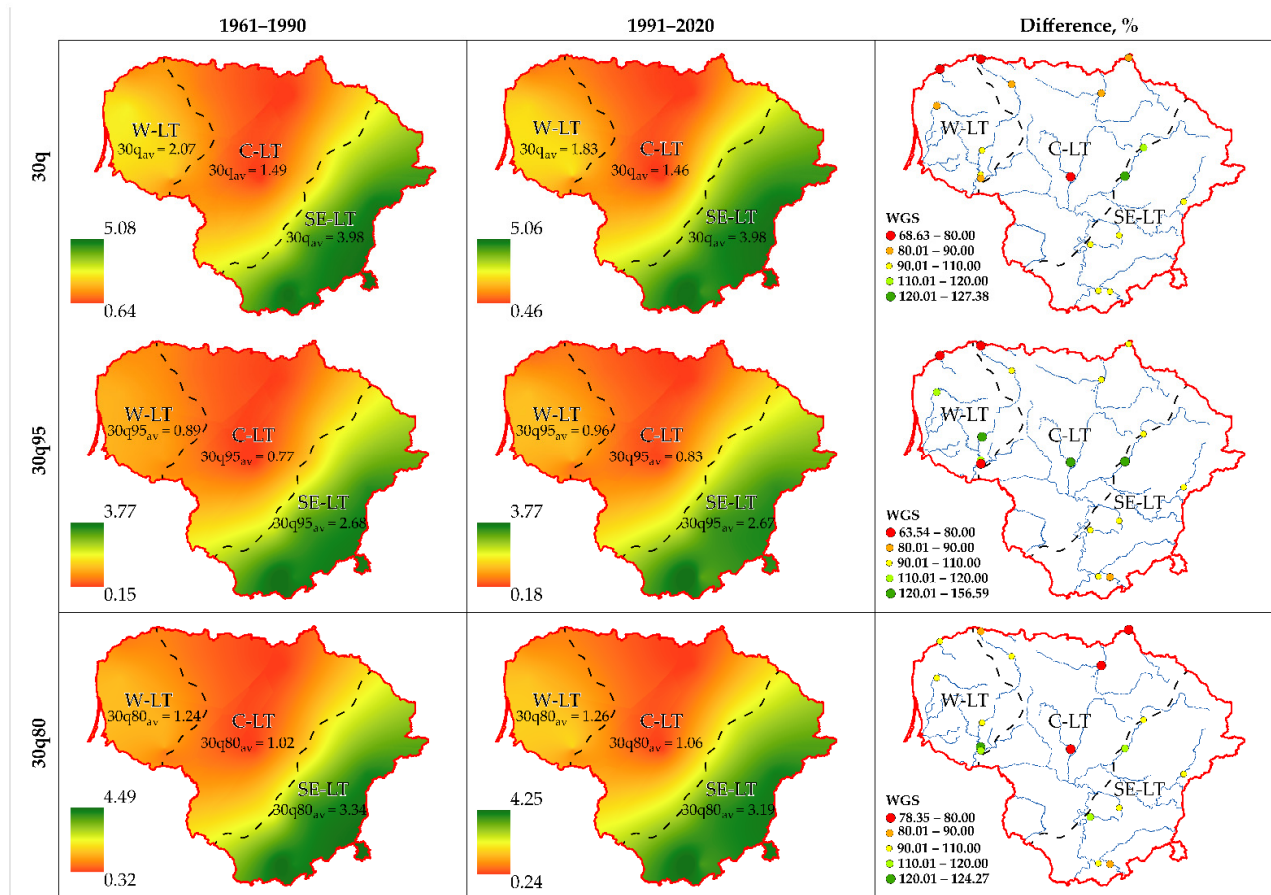 1961–1990
1991–2020
Difference, %
30q
W-LT
30qav = 2.07
C-LT
30qav = 1.49
SE-LT
30qav = 3.98
5.08
0.64
W-LT
30qav = 1.83
C-LT
30qav = 1.46
SE-LT
30qav = 3.98
5.06
0.46
W-LT
C-LT
SE-LT
WGS
68.63 – 80.00
80.01 – 90.00
90.01 – 110.00
110.01 – 120.00
120.01 – 127.38
30q95
W-LT
30q95av = 0.89
C-LT
30q95av = 0.77
SE-LT
30q95av = 2.68
3.77
0.15
W-LT
30q95av = 0.96
C-LT
30q95av = 0.83
SE-LT
30q95av = 2.67
3.77
0.18
W-LT
C-LT
SE-LT
WGS
63.54 – 80.00
80.01 – 90.00
90.01 – 110.00
110.01 – 120.00
120.01 – 156.59
30q80
W-LT
30q80av = 1.24
C-LT
30q80av = 1.02
SE-LT
30q80av = 3.34
4.49
0.32
W-LT
30q80av = 1.26
C-LT
30q80av = 1.06
SE-LT
30q80av = 3.19
4.25
0.24
W-LT
C-LT
SE-LT
WGS
78.35 – 80.00
80.01 – 90.00
90.01 – 110.00
110.01 – 120.00
120.01 – 124.27